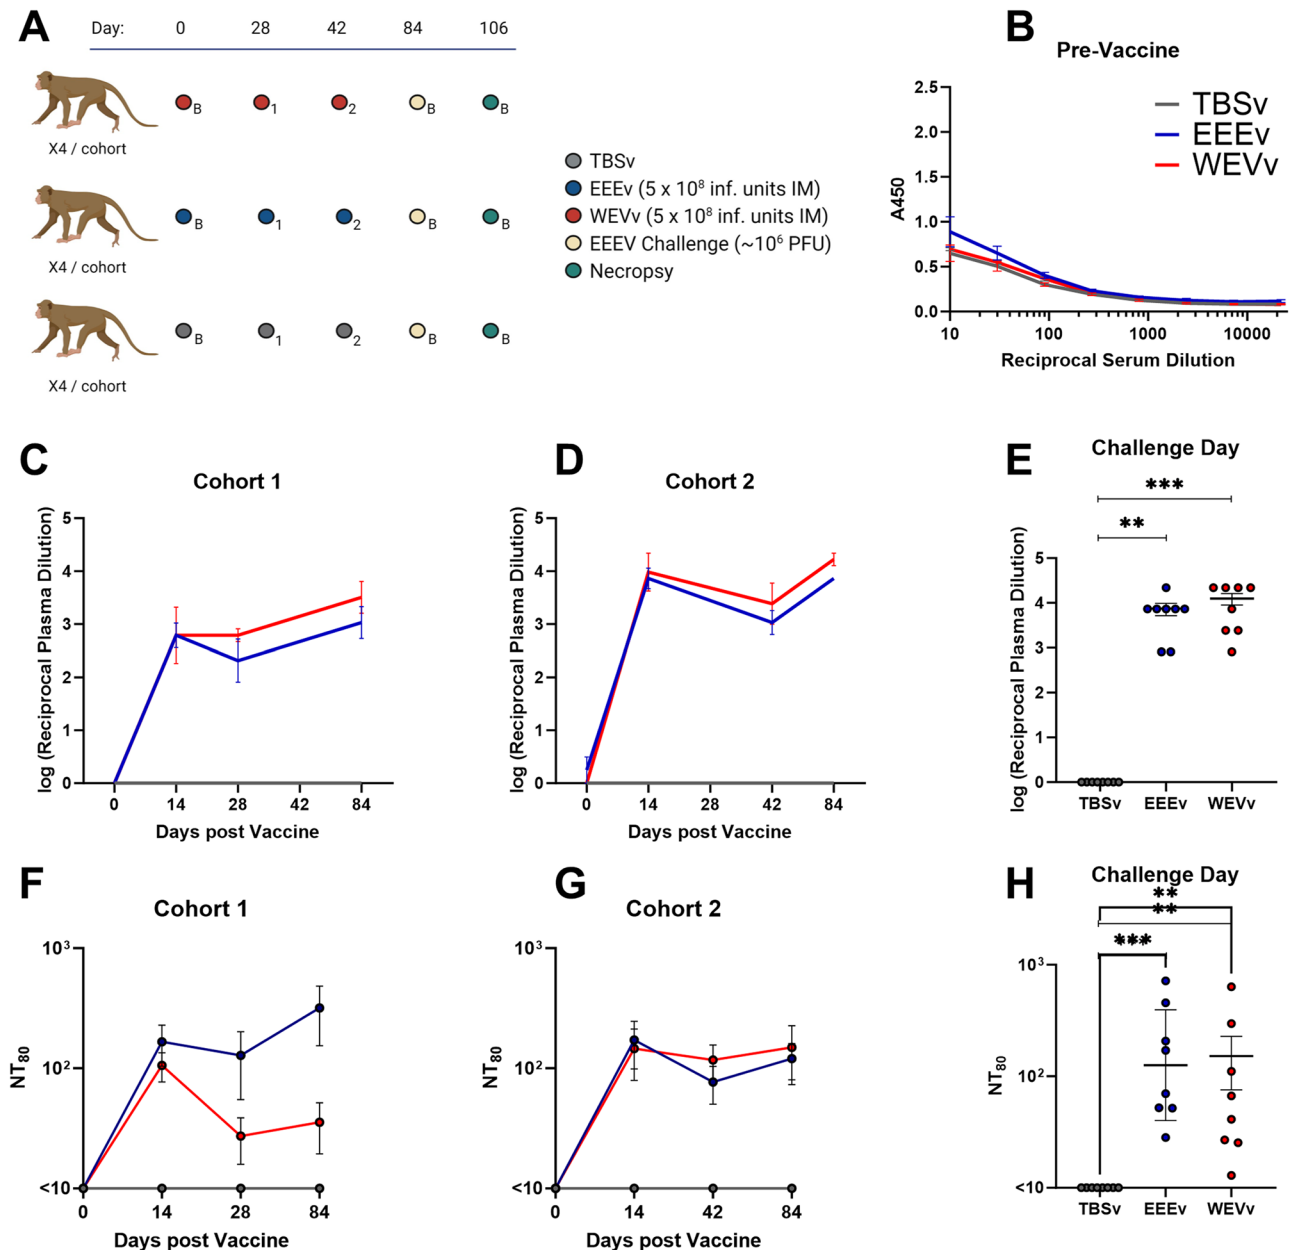 A
Day: 0 28 42 84 106
B 1 2 B B
X4 / cohort
B 1 2 B B
X4 / cohort
B 1 2 B B
X4 / cohort
TBSv
EEEv (5 x 10⁸ inf. units IM)
WEVv (5 x 10⁸ inf. units IM)
EEEV Challenge (~10⁶ PFU)
Necropsy
B
Pre-Vaccine
TBSv
EEEv
WEVv
A450
2.5
2.0
1.5
1.0
0.5
0.0
10 100 1000 10000
Reciprocal Serum Dilution
C
Cohort 1
log (Reciprocal Plasma Dilution)
5
4
3
2
1
0
0 14 28 42 84
Days post Vaccine
D
Cohort 2
log (Reciprocal Plasma Dilution)
5
4
3
2
1
0
0 14 28 42 84
Days post Vaccine
E
Challenge Day
***
**
log (Reciprocal Plasma Dilution)
5
4
3
2
1
0
TBSv EEEv WEVv
F
Cohort 1
NT₈₀
10³
10²
<10
0 14 28 84
Days post Vaccine
G
Cohort 2
NT₈₀
10³
10²
<10
0 14 42 84
Days post Vaccine
H
Challenge Day
**
**
***
NT₈₀
10³
10²
<10
TBSv EEEv WEVv